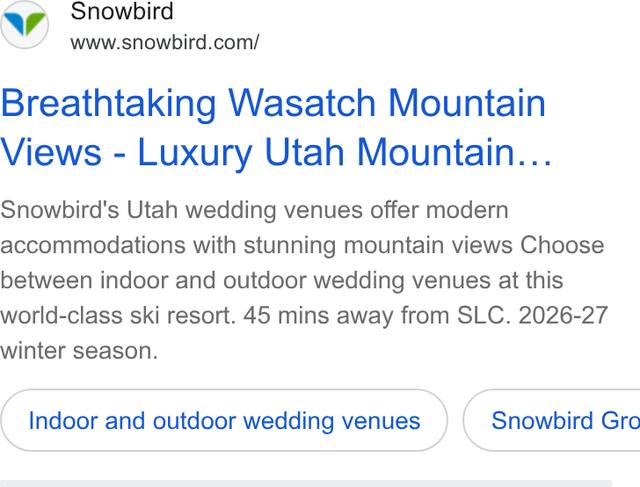 Snowbird
www.snowbird.com/
Breathtaking Wasatch Mountain
Views - Luxury Utah Mountain...
Snowbird's Utah wedding venues offer modern
accommodations with stunning mountain views Choose
between indoor and outdoor wedding venues at this
world-class ski resort. 45 mins away from SLC. 2026-27
winter season.
Indoor and outdoor wedding venues
Snowbird Gro